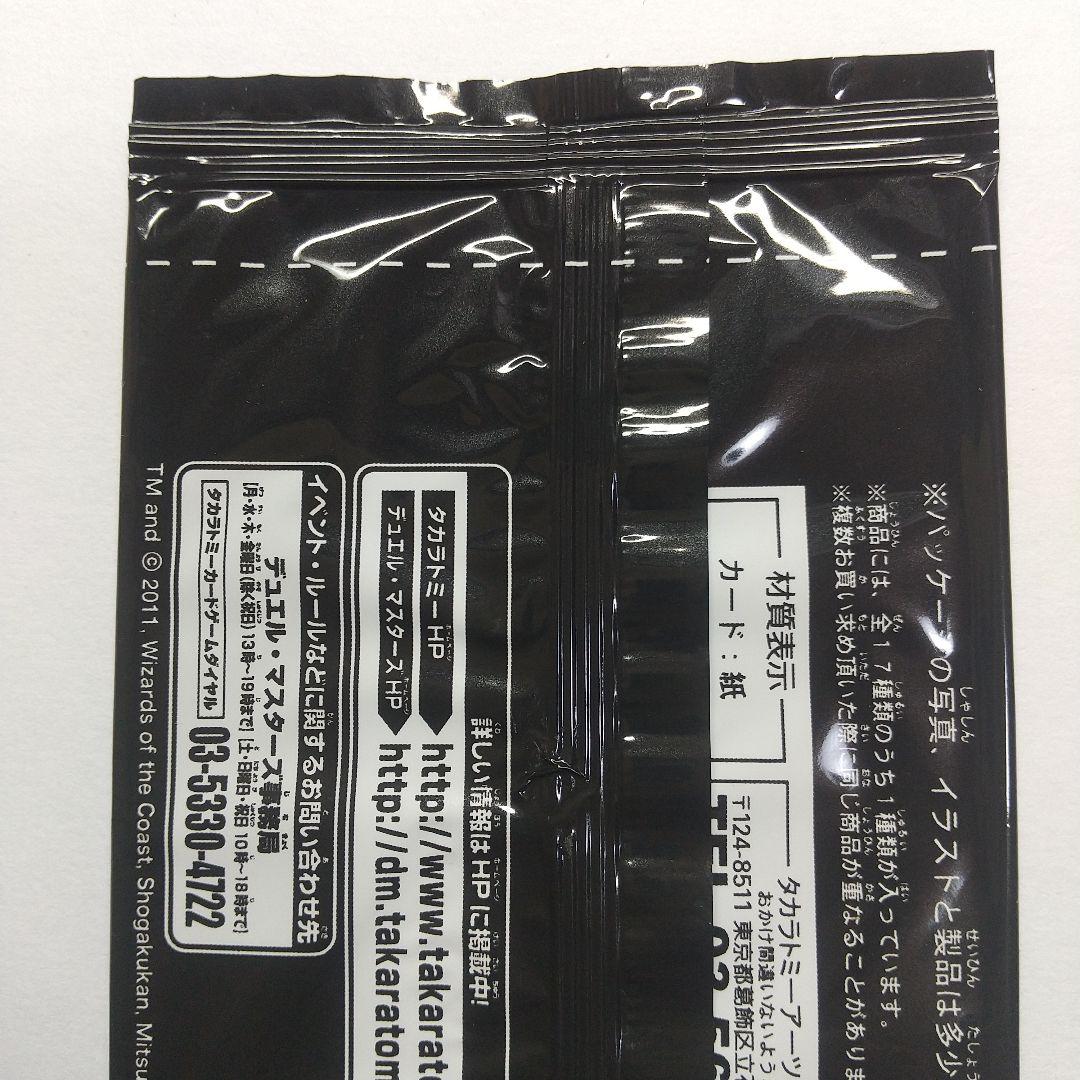 ※パッケージの写真、イラストと製品は多少
※商品には、全17種類のうち1種類が入っています。
※複数お買い求め頂いた際に同じ商品が重なることがありま
材質表示
カード：紙
タカラトミーアーツ
おかけ間違いないよう
〒124-8511 東京都葛飾区立石
詳しい情報はHPに掲載中!
タカラトミーHP http://www.takarato
デュエル・マスターズHP http://dm.takaratom
イベント・ルールなどに関するお問い合わせ先
デュエル・マスターズ事務局
[月・水・木・金曜日(除く祝日)13時~19時まで] [土・日曜日・祝日 10時~18時まで]
タカラトミーカードゲームダイヤル 03-5330-4722
TM and © 2011, Wizards of the Coast, Shogakukan, Mitsu